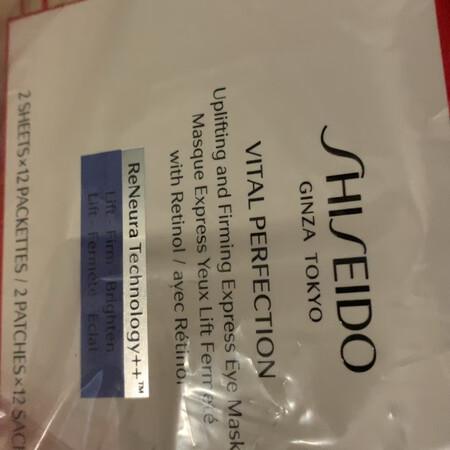 SHISEIDO
GINZA TOKYO
VITAL PERFECTION
Uplifting and Firming Express Eye Mask
Masque Express Yeux Lift Fermeté
with Retinol / avec Rétinol
ReNeura Technology++™
Lift · Firm · Brighten
Lift · Fermeté · Éclat
2 SHEETS×12 PACKETTES / 2 PATCHES×12